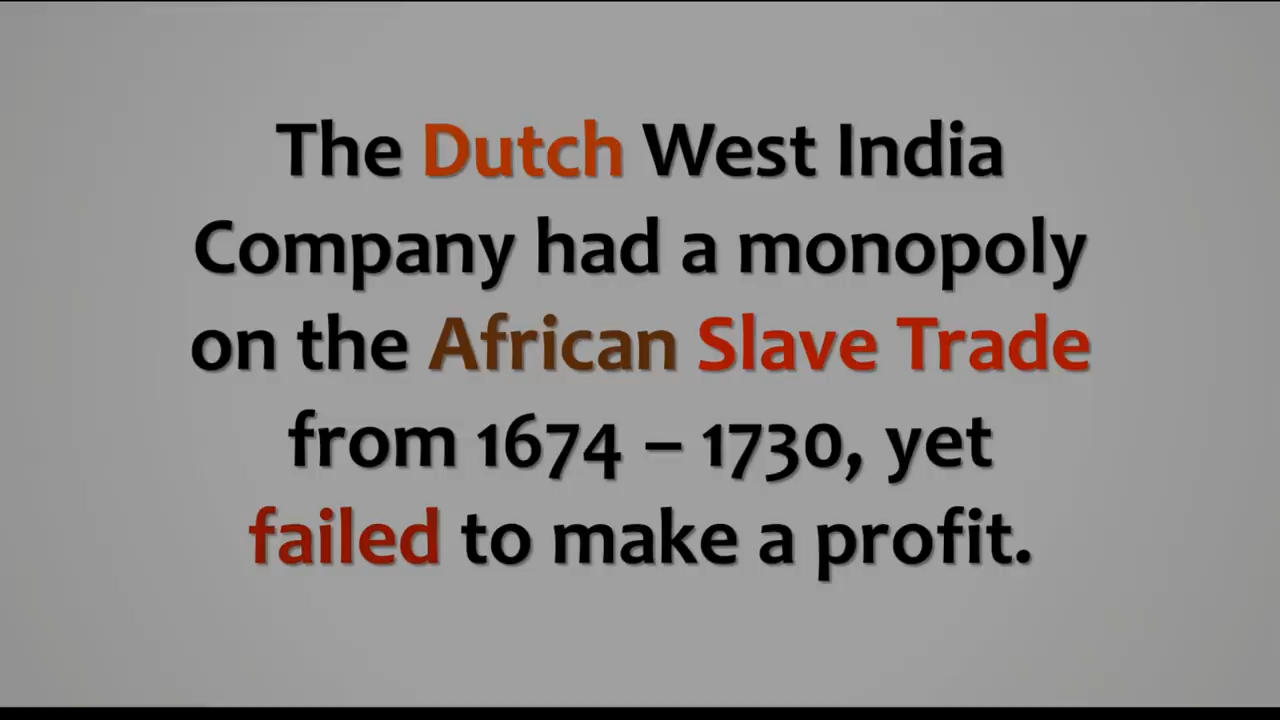 The Dutch West India
Company had a monopoly
on the African Slave Trade
from 1674 – 1730, yet
failed to make a profit.